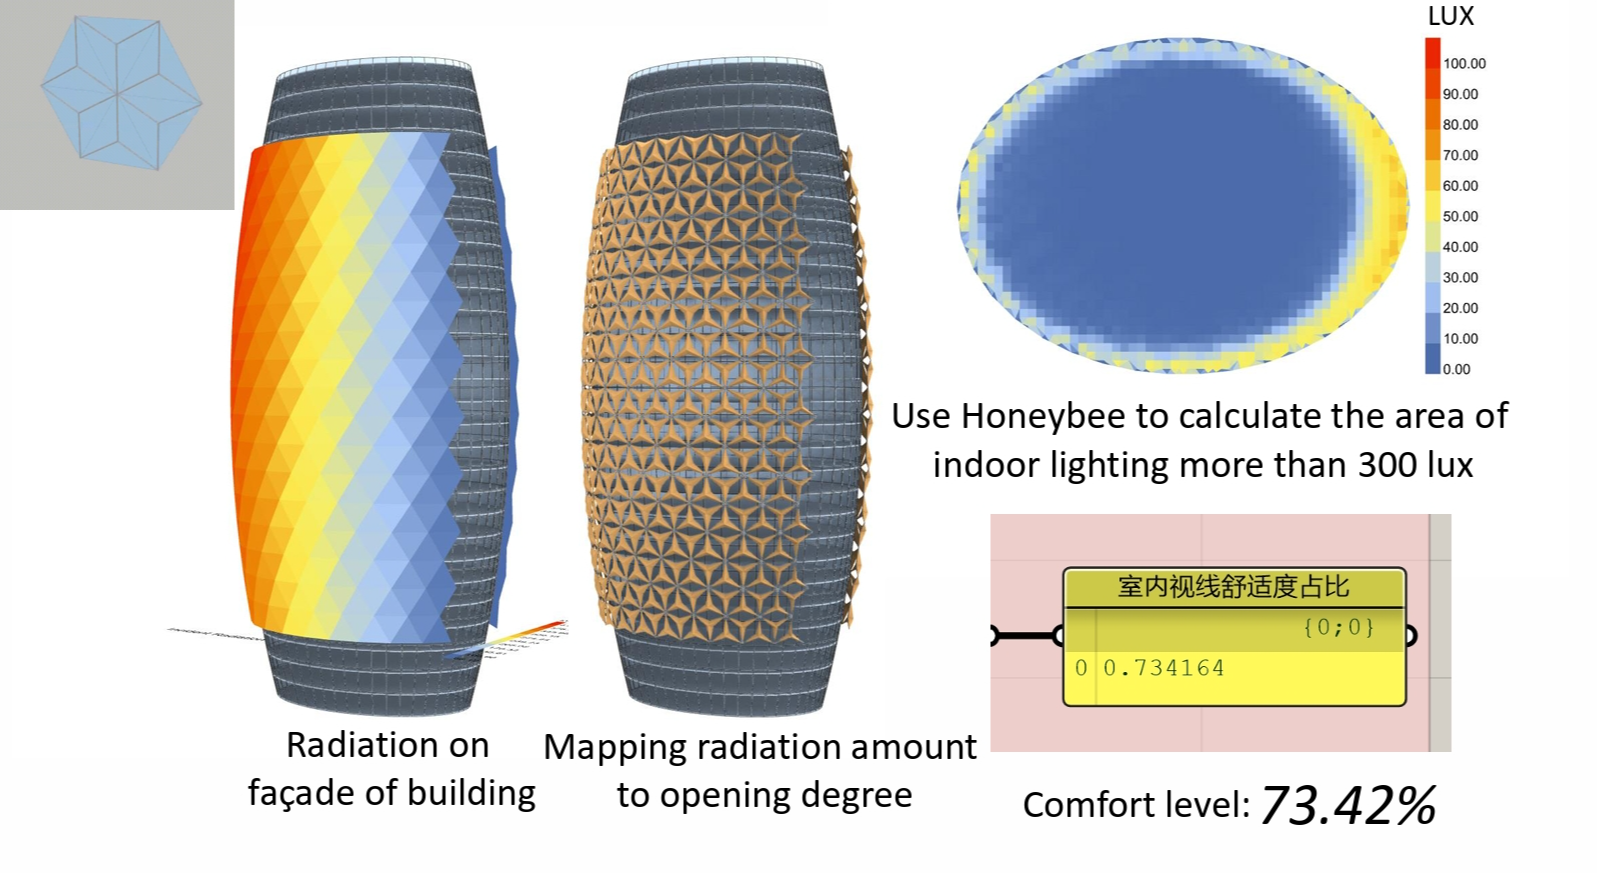 LUX
100.00
90.00
80.00
70.00
60.00
50.00
40.00
30.00
20.00
10.00
0.00
Use Honeybee to calculate the area of
indoor lighting more than 300 lux
室内视线舒适度占比
{0;0}
0 0.734164
Radiation on
façade of building
Mapping radiation amount
to opening degree
Comfort level: 73.42%